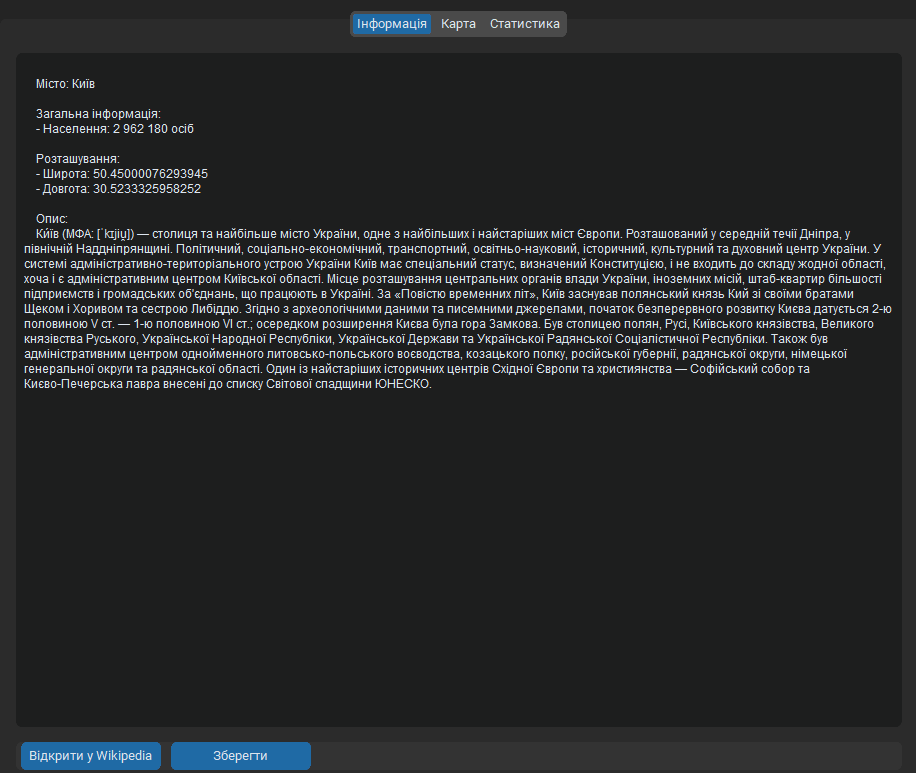 Інформація Карта Статистика
Місто: Київ
Загальна інформація:
- Населення: 2 962 180 осіб
Розташування:
- Широта: 50.45000076293945
- Довгота: 30.5233325958252
Опис:
Ки́їв (МФА: [ˈkɪjiu̯]) — столиця та найбільше місто України, одне з найбільших і найстаріших міст Європи. Розташований у середній течії Дніпра, у
північній Наддніпрянщині. Політичний, соціально-економічний, транспортний, освітньо-науковий, історичний, культурний та духовний центр України. У
системі адміністративно-територіального устрою України Київ має спеціальний статус, визначений Конституцією, і не входить до складу жодної області,
хоча і є адміністративним центром Київської області. Місце розташування центральних органів влади України, іноземних місій, штаб-квартир більшості
підприємств і громадських об'єднань, що працюють в Україні. За «Повістю временних літ», Київ заснував полянський князь Кий зі своїми братами
Щеком і Хоривом та сестрою Либіддю. Згідно з археологічними даними та писемними джерелами, початок безперервного розвитку Києва датується 2-ю
половиною V ст. — 1-ю половиною VI ст.; осередком розширення Києва була гора Замкова. Був столицею полян, Русі, Київського князівства, Великого
князівства Руського, Української Народної Республіки, Української Держави та Української Радянської Соціалістичної Республіки. Також був
адміністративним центром однойменного литовсько-польського воєводства, козацького полку, російської губернії, радянської округи, німецької
генеральної округи та радянської області. Один із найстаріших історичних центрів Східної Європи та християнства — Софійський собор та
Києво-Печерська лавра внесені до списку Світової спадщини ЮНЕСКО.
Відкрити у Wikipedia Зберегти